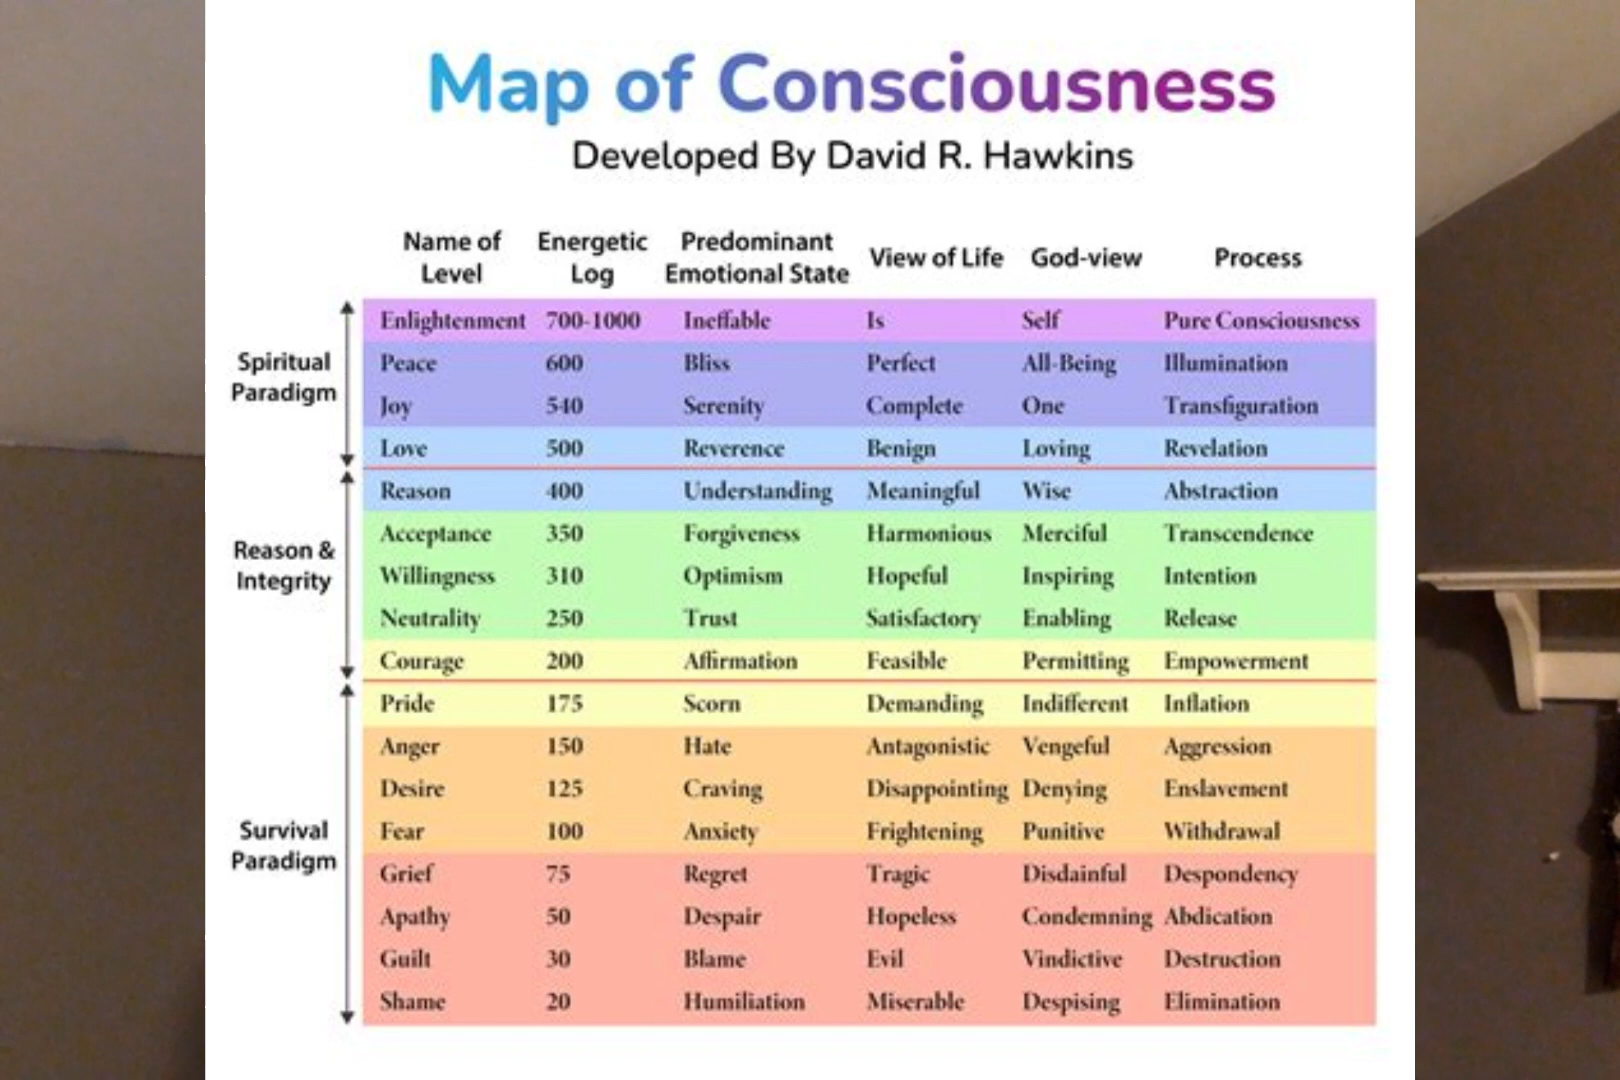 Map of Consciousness
Developed By David R. Hawkins
Name of Level Energetic Log Predominant Emotional State View of Life God-view Process
Spiritual Paradigm
Enlightenment 700-1000 Ineffable Is Self Pure Consciousness
Peace 600 Bliss Perfect All-Being Illumination
Joy 540 Serenity Complete One Transfiguration
Love 500 Reverence Benign Loving Revelation
Reason & Integrity
Reason 400 Understanding Meaningful Wise Abstraction
Acceptance 350 Forgiveness Harmonious Merciful Transcendence
Willingness 310 Optimism Hopeful Inspiring Intention
Neutrality 250 Trust Satisfactory Enabling Release
Courage 200 Affirmation Feasible Permitting Empowerment
Survival Paradigm
Pride 175 Scorn Demanding Indifferent Inflation
Anger 150 Hate Antagonistic Vengeful Aggression
Desire 125 Craving Disappointing Denying Enslavement
Fear 100 Anxiety Frightening Punitive Withdrawal
Grief 75 Regret Tragic Disdainful Despondency
Apathy 50 Despair Hopeless Condemning Abdication
Guilt 30 Blame Evil Vindictive Destruction
Shame 20 Humiliation Miserable Despising Elimination